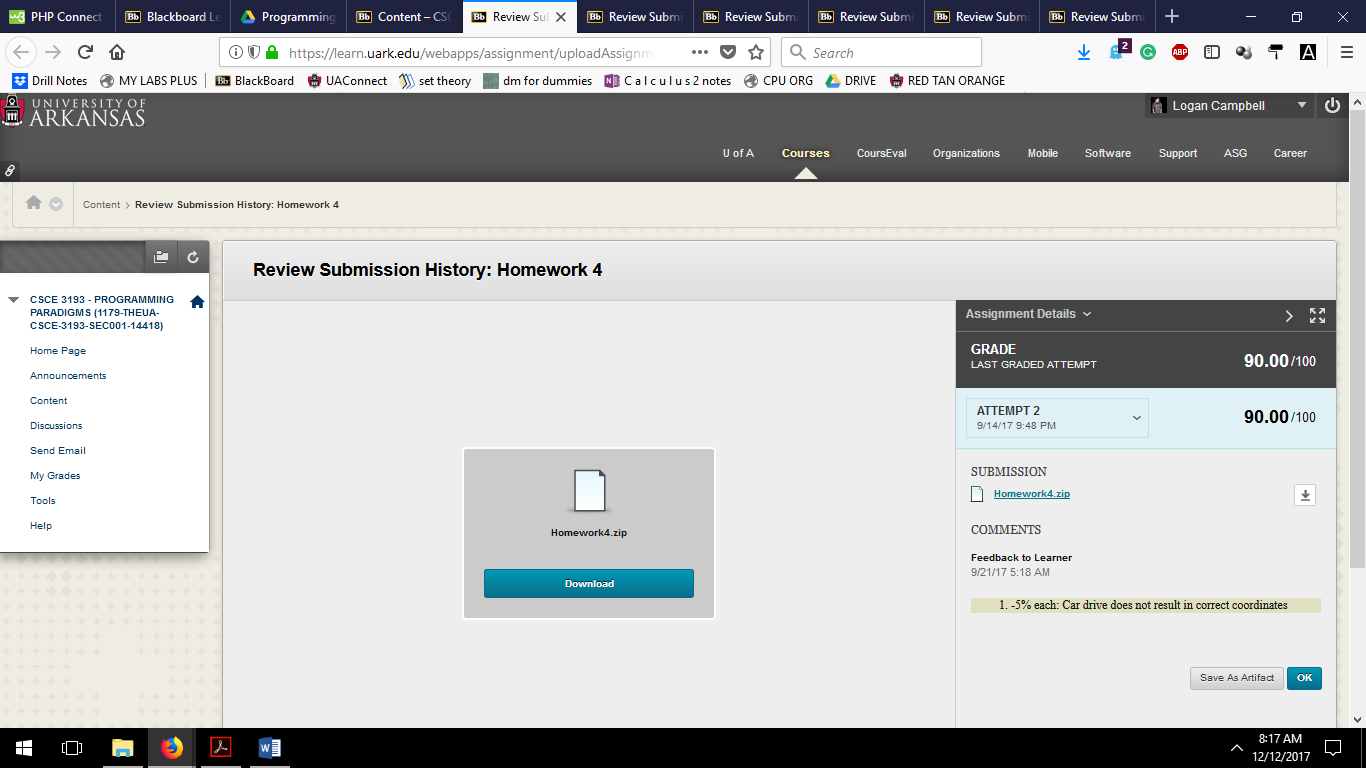 PHP Connect
Blackboard Le
Programming
Content – CSC
Review Su
Review Submi
Review Submi
Review Submi
Review Submi
Review Submi
https://learn.uark.edu/webapps/assignment/uploadAssignm
Search
2
ABP
A
Drill Notes
MY LABS PLUS
BlackBoard
UAConnect
set theory
dm for dummies
C a l c u l u s 2 notes
CPU ORG
DRIVE
RED TAN ORANGE
UNIVERSITY OF
ARKANSAS
Logan Campbell
U of A
Courses
CoursEval
Organizations
Mobile
Software
Support
ASG
Career
Content > Review Submission History: Homework 4
CSCE 3193 - PROGRAMMING
PARADIGMS (1179-THEUA-
CSCE-3193-SEC001-14418)
Home Page
Announcements
Content
Discussions
Send Email
My Grades
Tools
Help
Review Submission History: Homework 4
Homework4.zip
Download
Assignment Details
GRADE
LAST GRADED ATTEMPT
90.00 /100
ATTEMPT 2
9/14/17 9:48 PM
90.00 /100
SUBMISSION
Homework4.zip
COMMENTS
Feedback to Learner
9/21/17 5:18 AM
1. -5% each: Car drive does not result in correct coordinates
Save As Artifact
OK
8:17 AM
12/12/2017